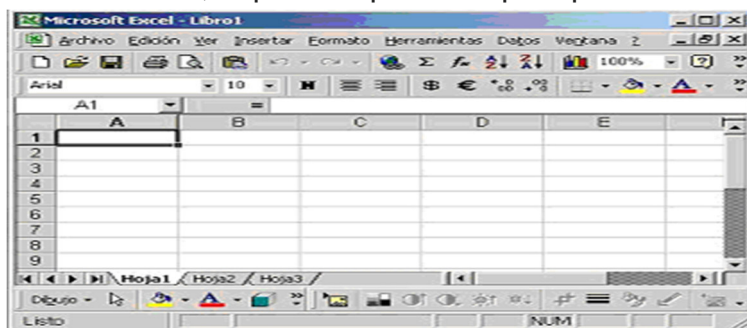 Microsoft Excel - Libro1
Archivo Edición Ver Insertar Formato Herramientas Datos Ventana ?
100%
Arial 10 N $ €
A1 =
A B C D E
1
2
3
4
5
6
7
8
9
Hoja1 Hoja2 Hoja3
Dibujo
Listo NUM